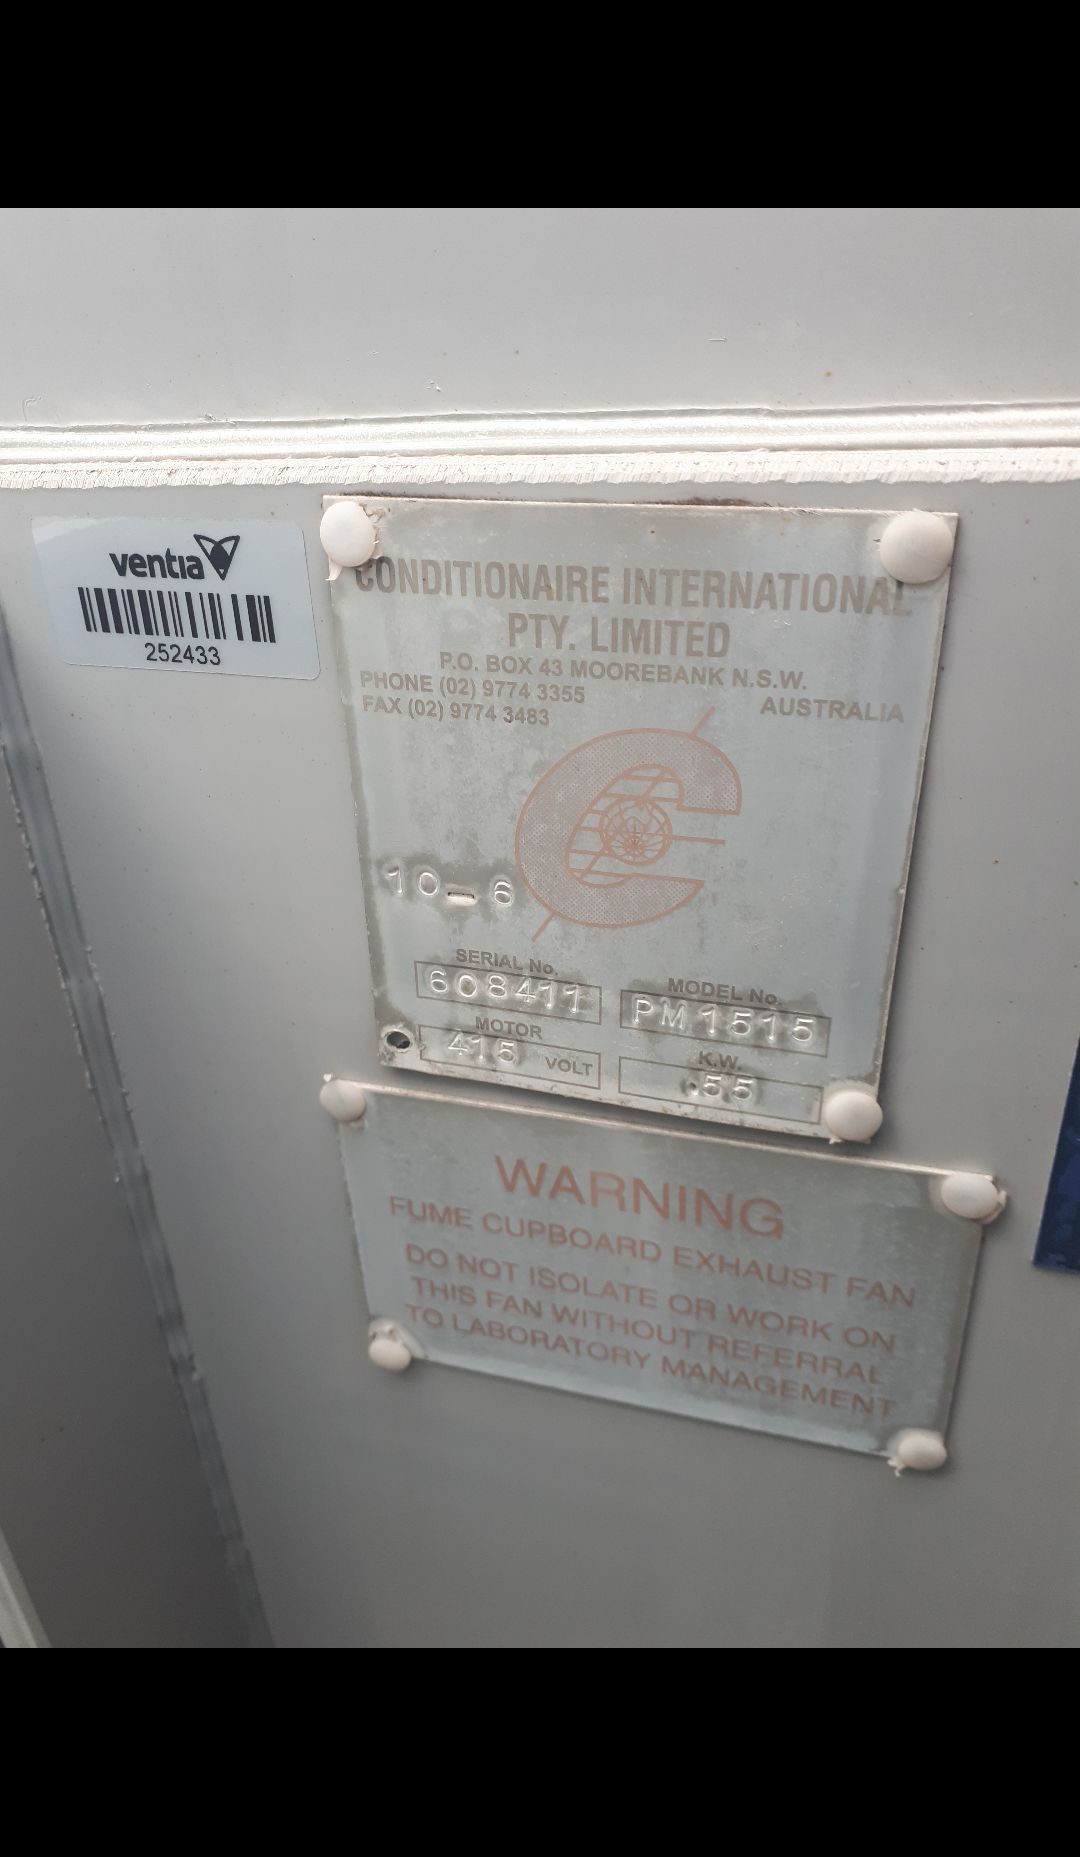 ventia
252433
CONDITIONAIRE INTERNATIONAL
PTY. LIMITED
P.O. BOX 43 MOOREBANK N.S.W.
PHONE (02) 9774 3355
AUSTRALIA
FAX (02) 9774 3483
10_6
SERIAL No.
608411
MODEL No.
PM1515
MOTOR
415 VOLT
K.W.
.55
WARNING
FUME CUPBOARD EXHAUST FAN
DO NOT ISOLATE OR WORK ON
THIS FAN WITHOUT REFERRAL
TO LABORATORY MANAGEMENT